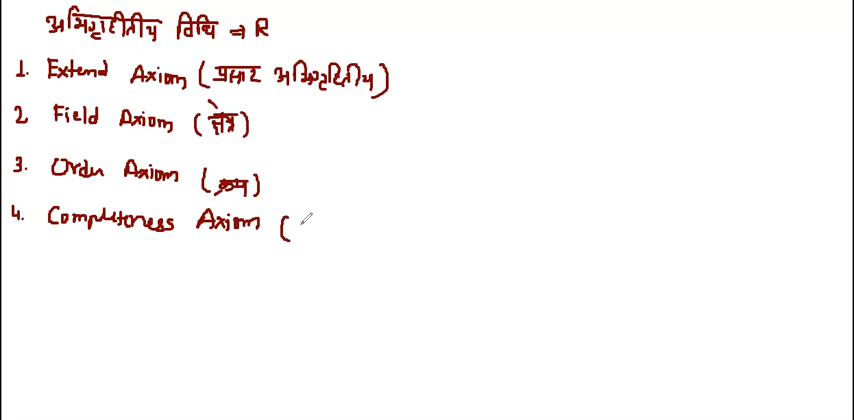 अभिगृहीतीय विधि ⇒ R
1. Extend Axiom (प्रसार अभिगृहितीय)
2 Field Axiom (क्षेत्र)
3. Order Axiom (क्रम)
4. Completeness Axiom (